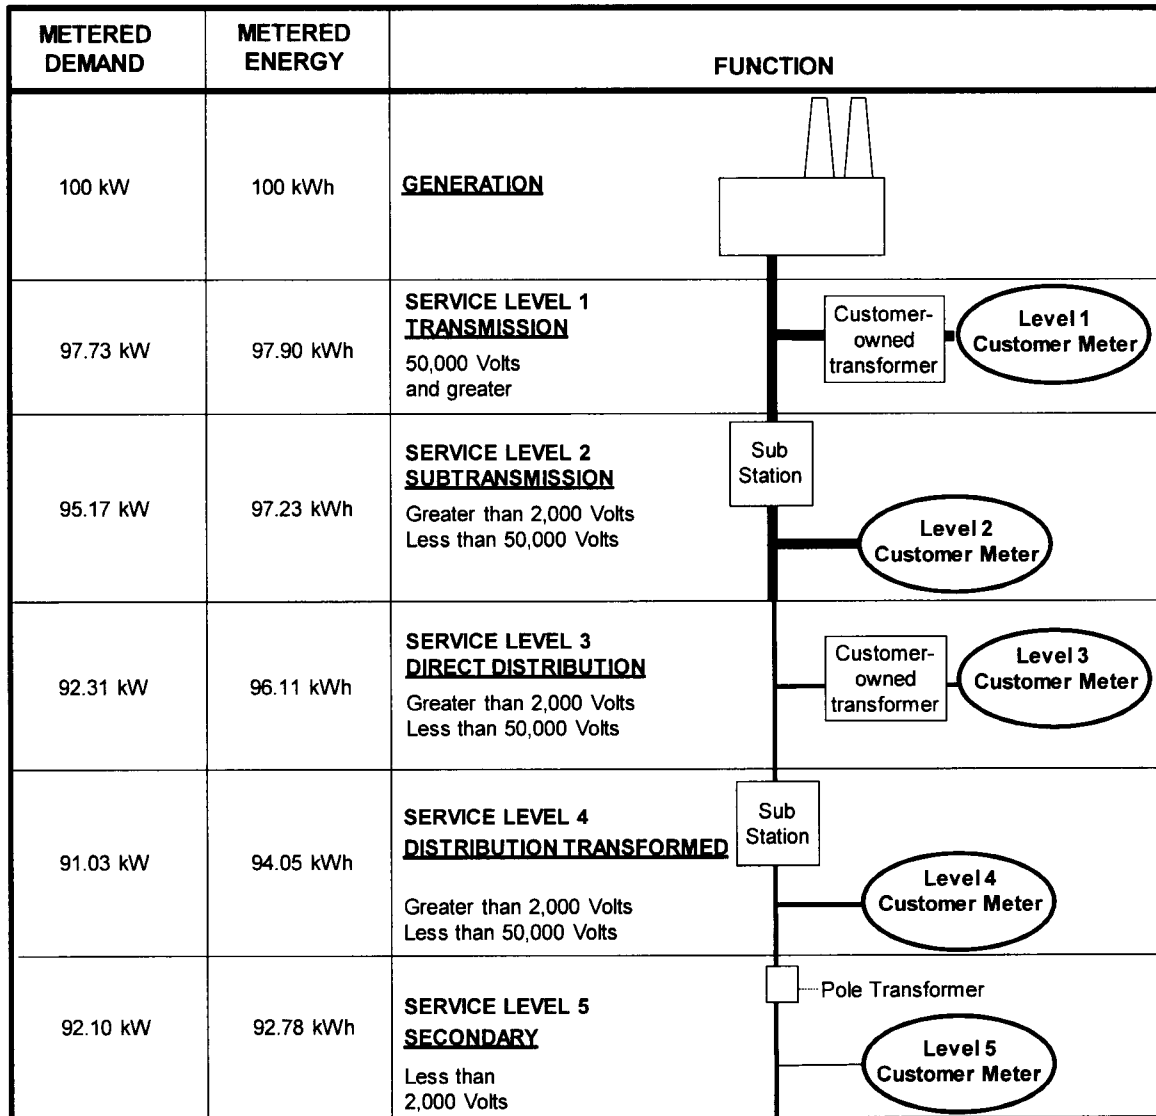 METERED
DEMAND
METERED
ENERGY
FUNCTION
100 kW
100 kWh
GENERATION
97.73 kW
97.90 kWh
SERVICE LEVEL 1
TRANSMISSION
50,000 Volts
and greater
Customer-
owned
transformer
Level 1
Customer Meter
95.17 kW
97.23 kWh
SERVICE LEVEL 2
SUBTRANSMISSION
Greater than 2,000 Volts
Less than 50,000 Volts
Sub
Station
Level 2
Customer Meter
92.31 kW
96.11 kWh
SERVICE LEVEL 3
DIRECT DISTRIBUTION
Greater than 2,000 Volts
Less than 50,000 Volts
Customer-
owned
transformer
Level 3
Customer Meter
91.03 kW
94.05 kWh
SERVICE LEVEL 4
DISTRIBUTION TRANSFORMED
Greater than 2,000 Volts
Less than 50,000 Volts
Sub
Station
Level 4
Customer Meter
92.10 kW
92.78 kWh
SERVICE LEVEL 5
SECONDARY
Less than
2,000 Volts
Pole Transformer
Level 5
Customer Meter